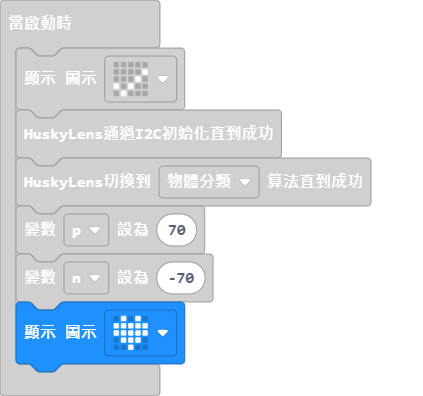 當啟動時
顯示 圖示
HuskyLens通過I2C初始化直到成功
HuskyLens切換到 物體分類 算法直到成功
變數 p 設為 70
變數 n 設為 -70
顯示 圖示